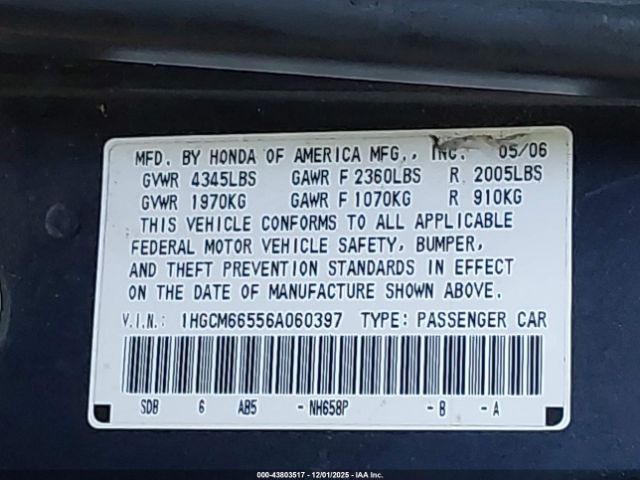 MFD. BY HONDA OF AMERICA MFG., INC. 05/06
GVWR 4345LBS GAWR F 2360LBS R 2005LBS
GVWR 1970KG GAWR F 1070KG R 910KG
THIS VEHICLE CONFORMS TO ALL APPLICABLE
FEDERAL MOTOR VEHICLE SAFETY, BUMPER,
AND THEFT PREVENTION STANDARDS IN EFFECT
ON THE DATE OF MANUFACTURE SHOWN ABOVE.
V.I.N.: 1HGCM66556A060397 TYPE: PASSENGER CAR
SDB 6 AB5 - NH658P - B - A
000-43803517 - 12/01/2025 - IAA Inc.